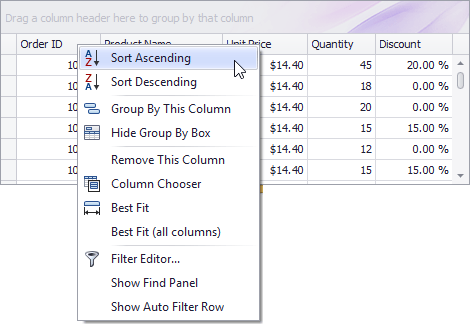 Drag a column header here to group by that column
Order ID Product Name Unit Price Quantity Discount
10 $14.40 45 20.00 %
10 $14.40 18 0.00 %
10 $14.40 20 0.00 %
10 $14.40 15 15.00 %
10 $14.40 12 0.00 %
10 $14.40 15 15.00 %
Sort Ascending
Sort Descending
Group By This Column
Hide Group By Box
Remove This Column
Column Chooser
Best Fit
Best Fit (all columns)
Filter Editor...
Show Find Panel
Show Auto Filter Row